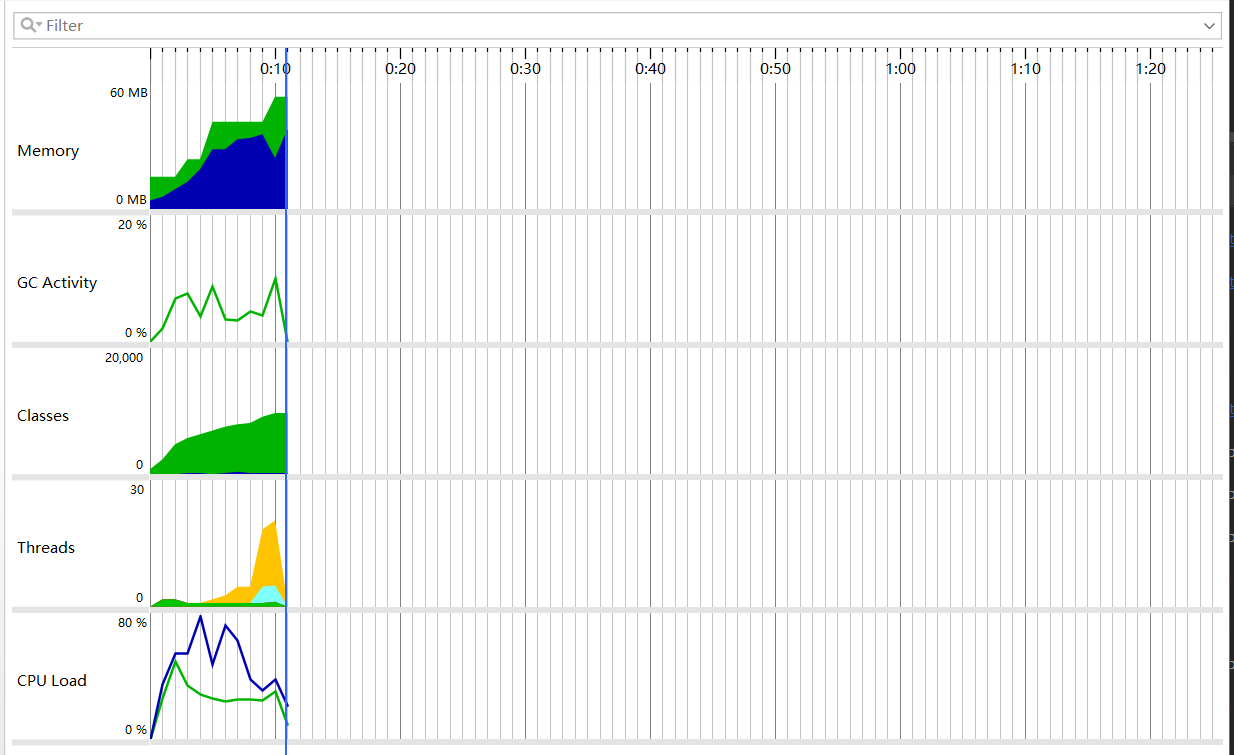 Filter
0:10 0:20 0:30 0:40 0:50 1:00 1:10 1:20
60 MB
Memory
0 MB
20 %
GC Activity
0 %
20,000
Classes
0
30
Threads
0
80 %
CPU Load
0 %